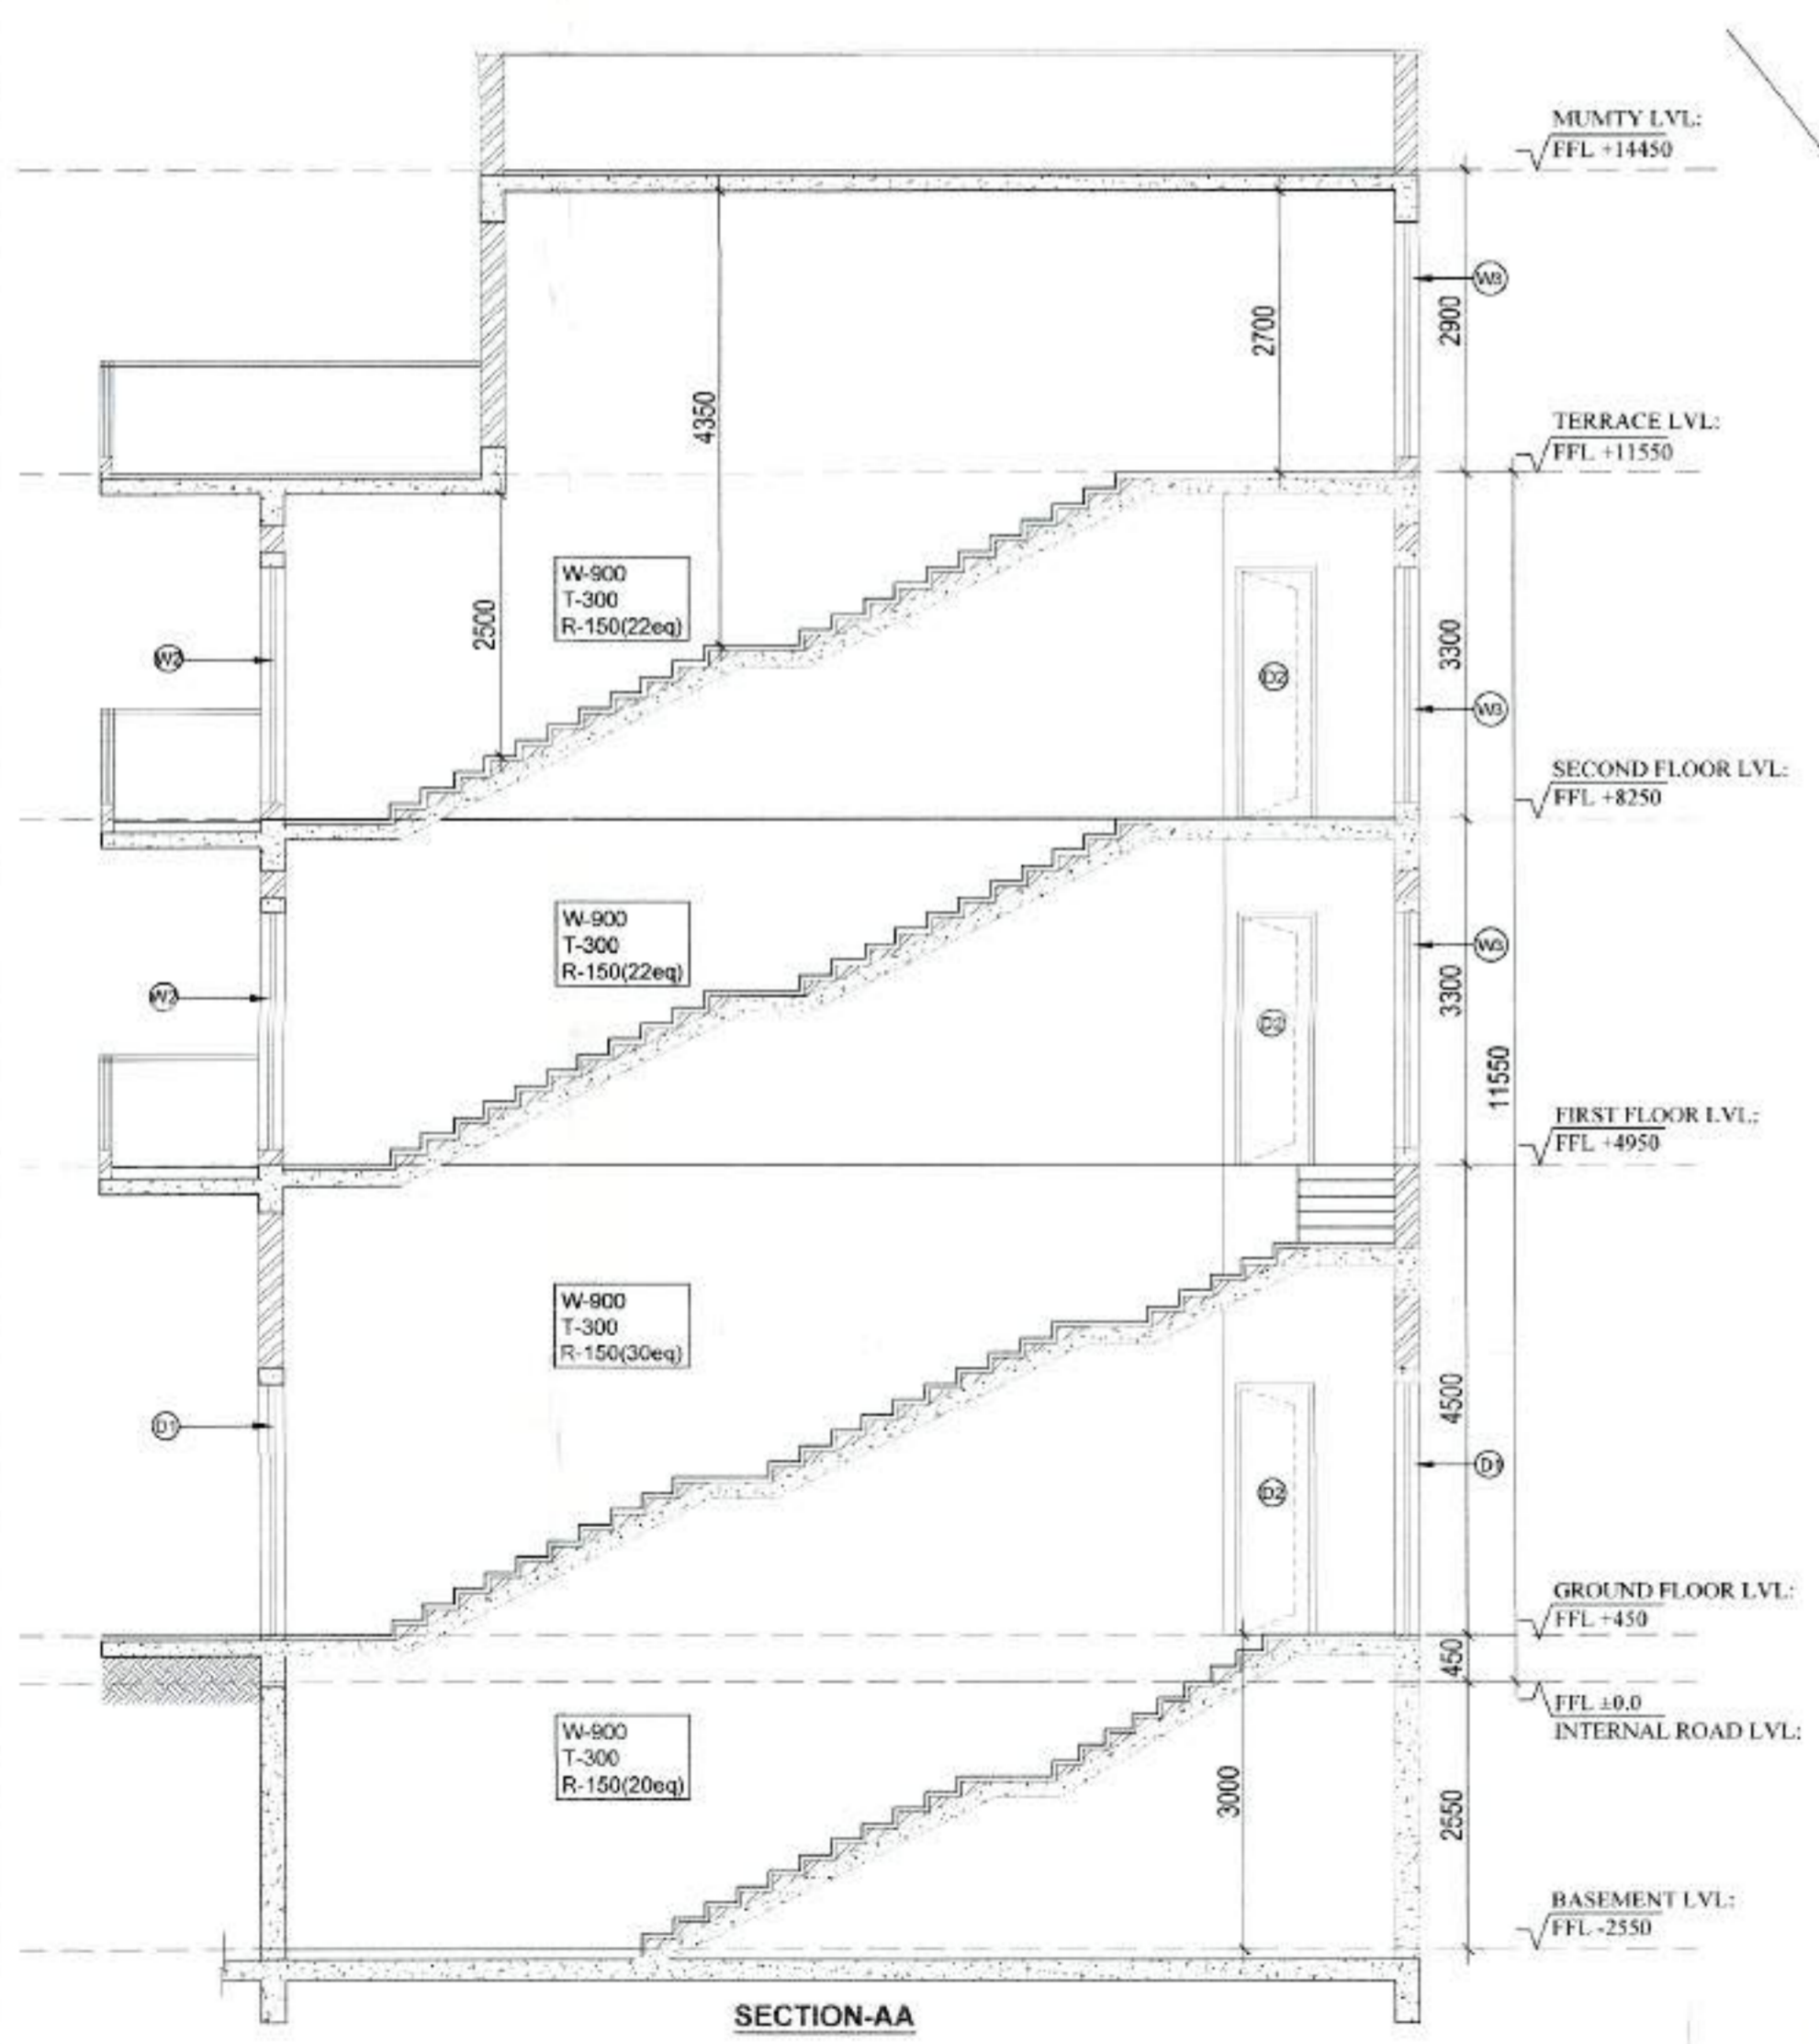 MUMTY LVL:
FFL +14450
W3
2900
2700
4350
TERRACE LVL:
FFL +11550
W-900
T-300
R-150(22eq)
2500
3300
W2
D2
W3
SECOND FLOOR LVL:
FFL +8250
W-900
T-300
R-150(22eq)
W3
3300
W2
D2
11550
FIRST FLOOR LVL:
FFL +4950
W-900
T-300
R-150(30eq)
4500
D1
D1
D2
GROUND FLOOR LVL:
FFL +450
450
FFL ±0.0
INTERNAL ROAD LVL:
W-900
T-300
R-150(20eq)
3000
2550
BASEMENT LVL:
FFL -2550
SECTION-AA